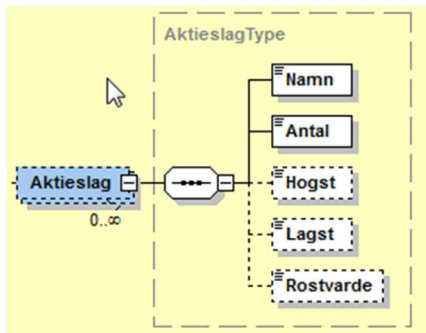 AktieslagType
Namn
Antal
Aktieslag
Hogst
0..∞
Lagst
Rostvarde